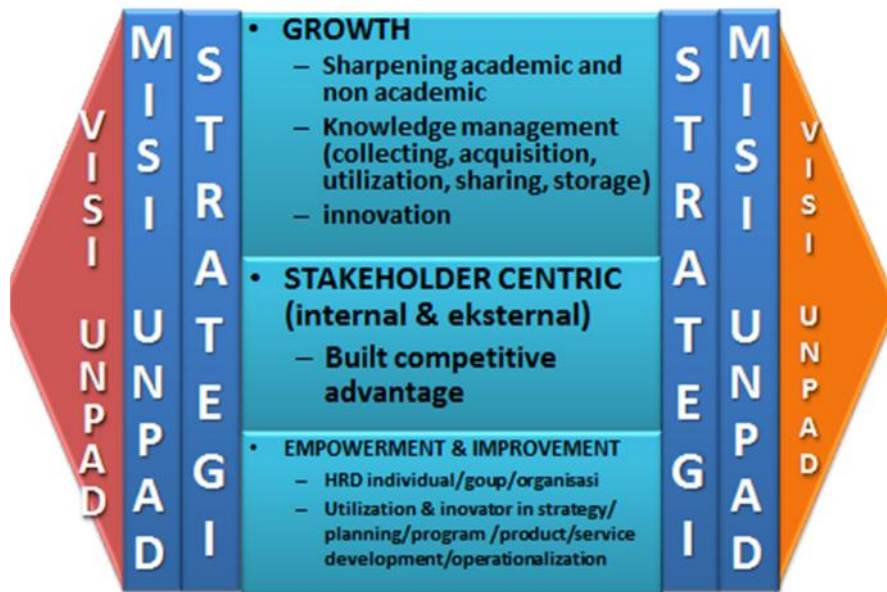 VISI UNPAD
MISI UNPAD
STRATEGI
• GROWTH
– Sharpening academic and
non academic
– Knowledge management
(collecting, acquisition,
utilization, sharing, storage)
– innovation
• STAKEHOLDER CENTRIC
(internal & eksternal)
– Built competitive
advantage
• EMPOWERMENT & IMPROVEMENT
– HRD individual/goup/organisasi
– Utilization & inovator in strategy/
planning/program /product/service
development/operationalization
STRATEGI
MISI UNPAD
VISI UNPAD